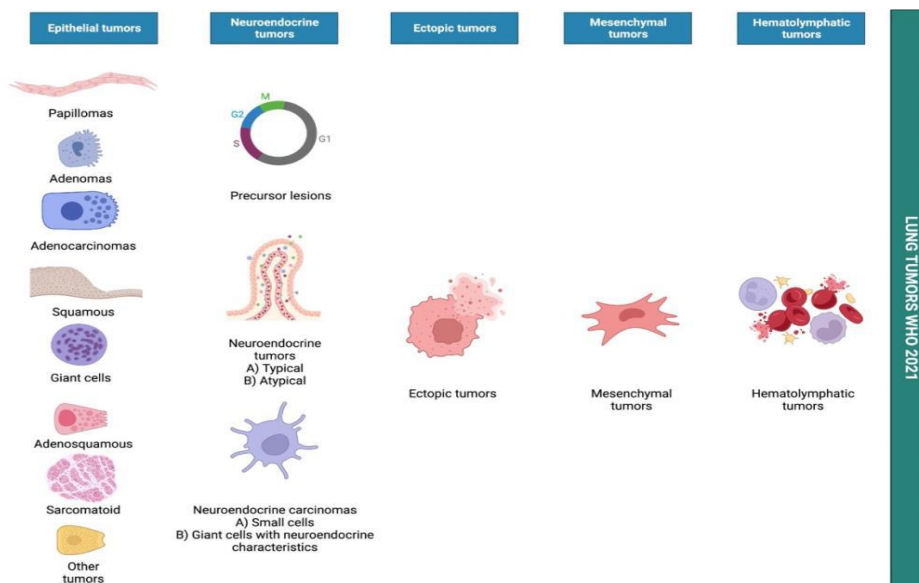 Epithelial tumors
Neuroendocrine
tumors
Ectopic tumors
Mesenchymal
tumors
Hematolymphatic
tumors
Papillomas
Adenomas
Adenocarcinomas
Squamous
Giant cells
Adenosquamous
Sarcomatoid
Other
tumors
M
G2
S
G1
Precursor lesions
Neuroendocrine
tumors
A) Typical
B) Atypical
Neuroendocrine carcinomas
A) Small cells
B) Giant cells with neuroendocrine
characteristics
Ectopic tumors
Mesenchymal
tumors
Hematolymphatic
tumors
LUNG TUMORS WHO 2021